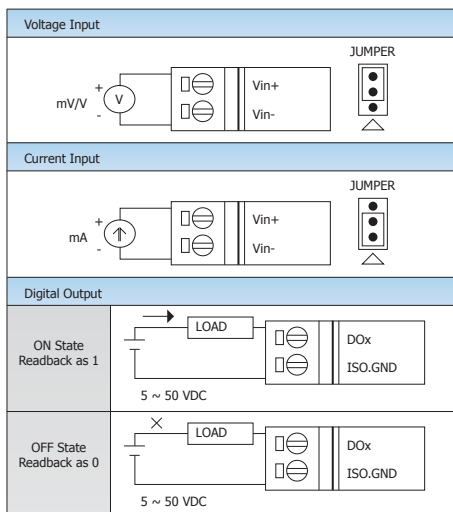 Voltage Input
JUMPER
+
mV/V
V
-
Vin+
Vin-
Current Input
JUMPER
+
mA
-
Vin+
Vin-
Digital Output
ON State
Readback as 1
LOAD
DOx
ISO.GND
5 ~ 50 VDC
OFF State
Readback as 0
LOAD
DOx
ISO.GND
5 ~ 50 VDC